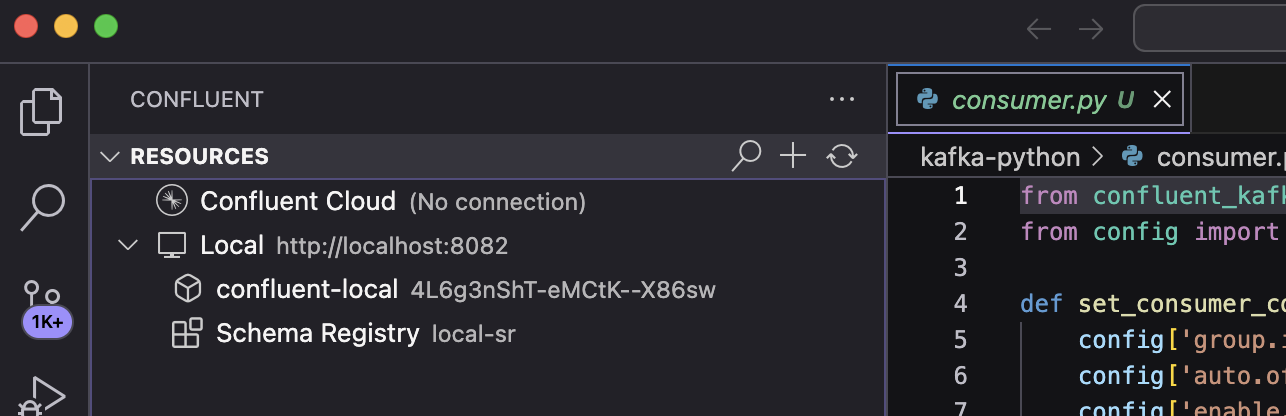 CONFLUENT
RESOURCES
Confluent Cloud (No connection)
Local http://localhost:8082
confluent-local 4L6g3nShT-eMCtK--X86sw
Schema Registry local-sr
1K+
consumer.py U
kafka-python > consumer.
1 from confluent_kaf
2 from config import
3
4 def set_consumer_co
5 config['group.
6 config['auto.of
7 config['enable